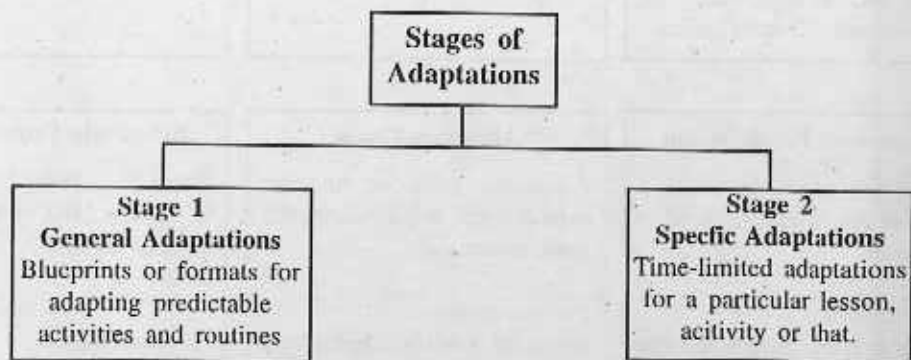 Stages of
Adaptations
Stage 1
General Adaptations
Blueprints or formats for
adapting predictable
activities and routines
Stage 2
Specfic Adaptations
Time-limited adaptations
for a particular lesson,
acitivity or that.